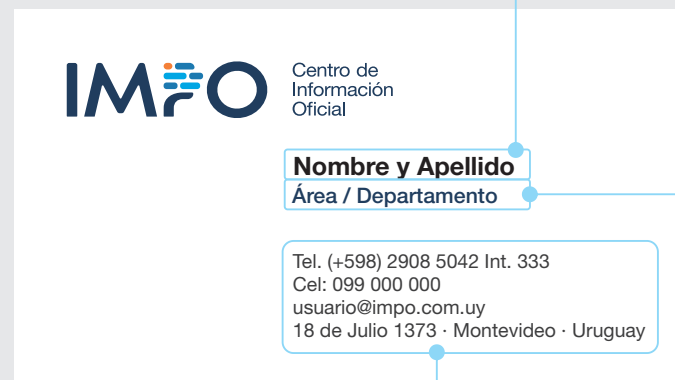 IMPO
Centro de
Información
Oficial
Nombre y Apellido
Área / Departamento
Tel. (+598) 2908 5042 Int. 333
Cel: 099 000 000
usuario@impo.com.uy
18 de Julio 1373 · Montevideo · Uruguay